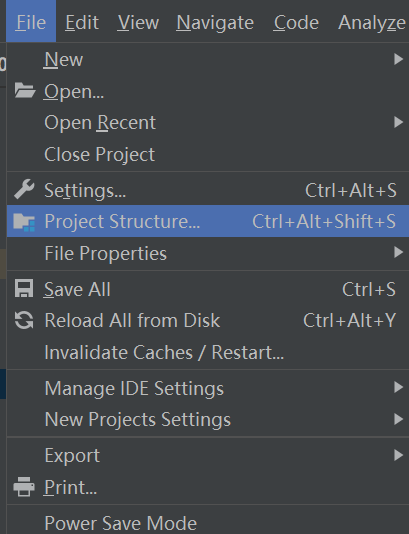 File Edit View Navigate Code Analyze
New
Open...
Open Recent
Close Project
Settings... Ctrl+Alt+S
Project Structure... Ctrl+Alt+Shift+S
File Properties
Save All Ctrl+S
Reload All from Disk Ctrl+Alt+Y
Invalidate Caches / Restart...
Manage IDE Settings
New Projects Settings
Export
Print...
Power Save Mode